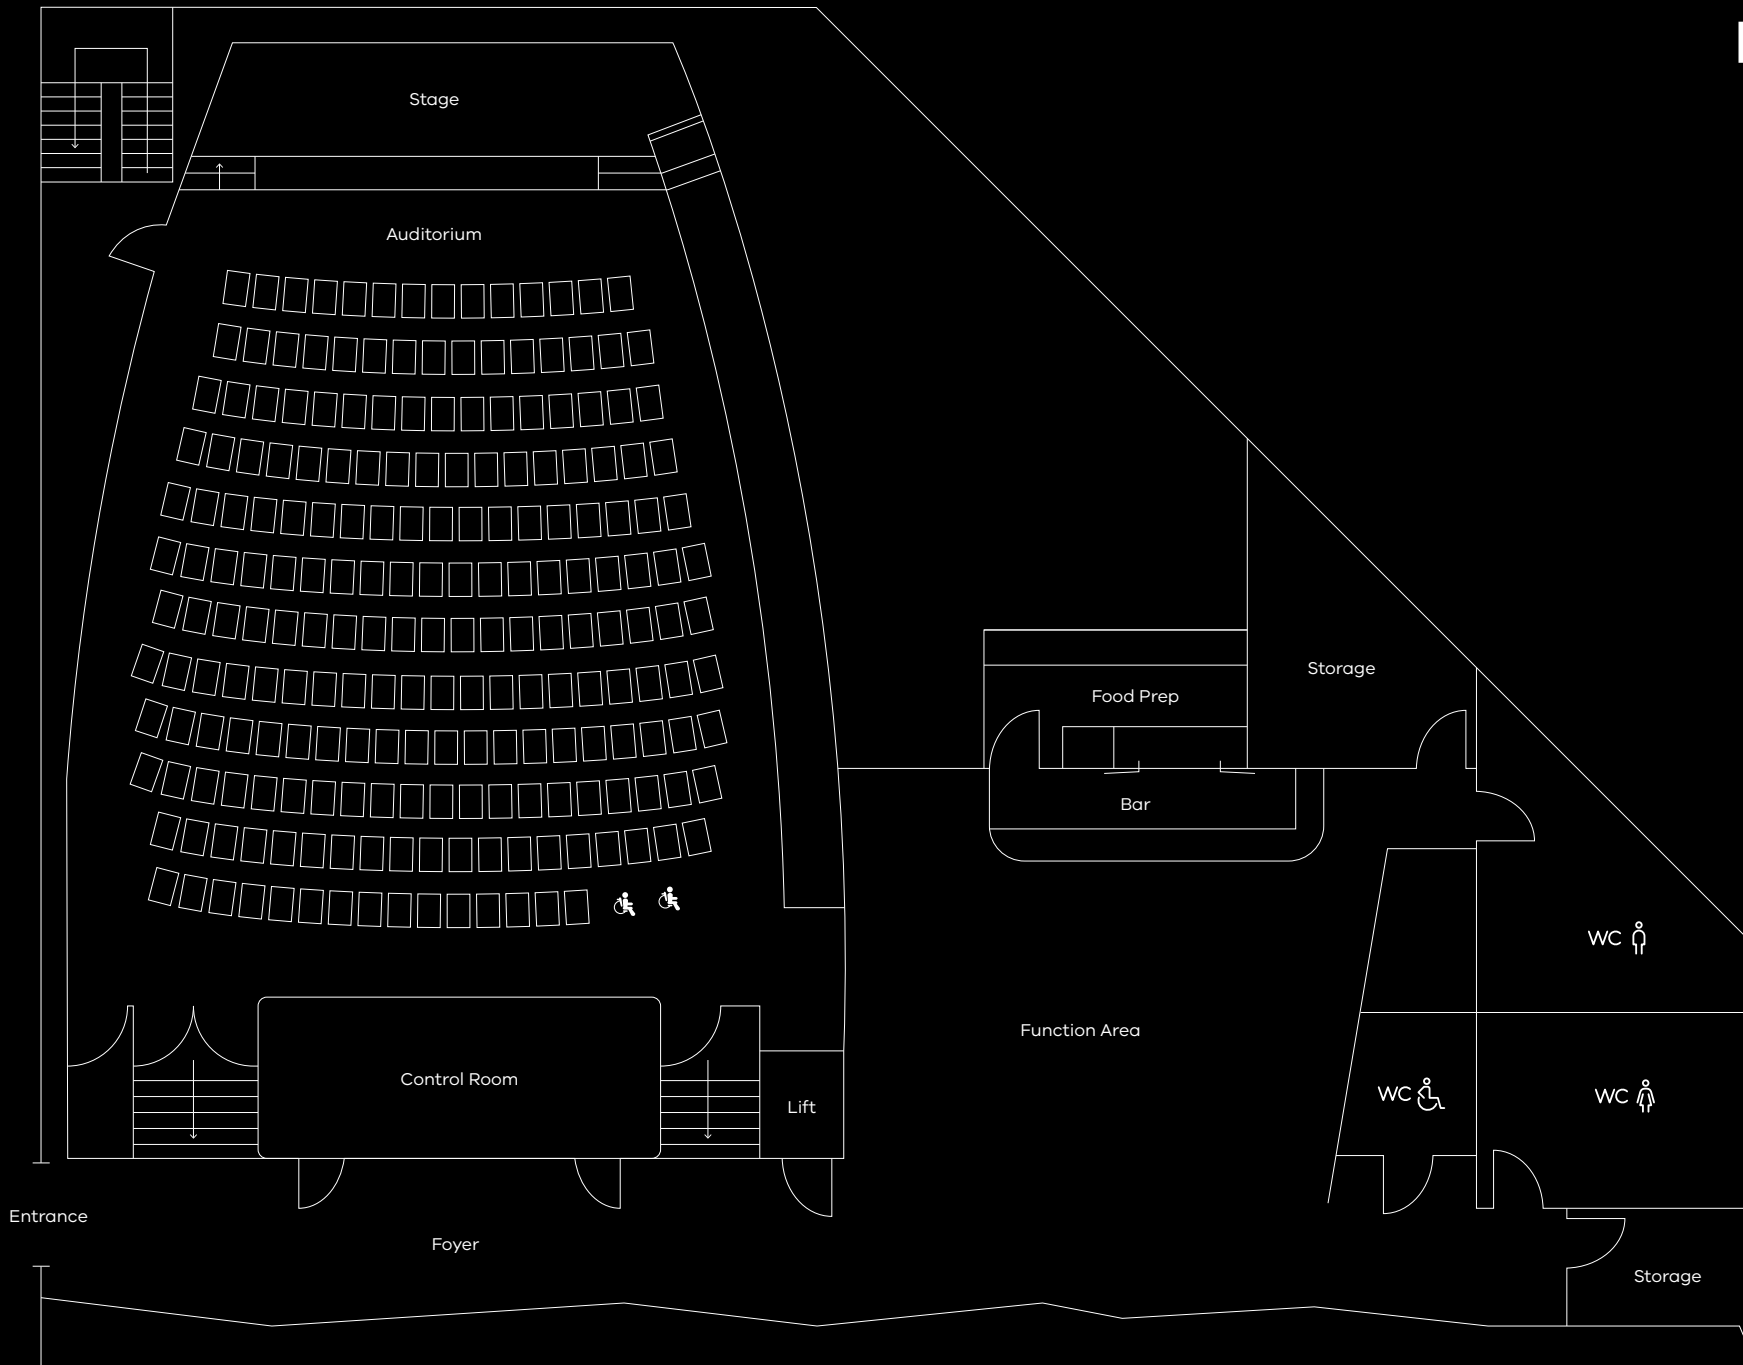 Stage
Auditorium
Food Prep
Storage
Bar
WC
Function Area
Control Room
WC
WC
Lift
Entrance
Foyer
Storage